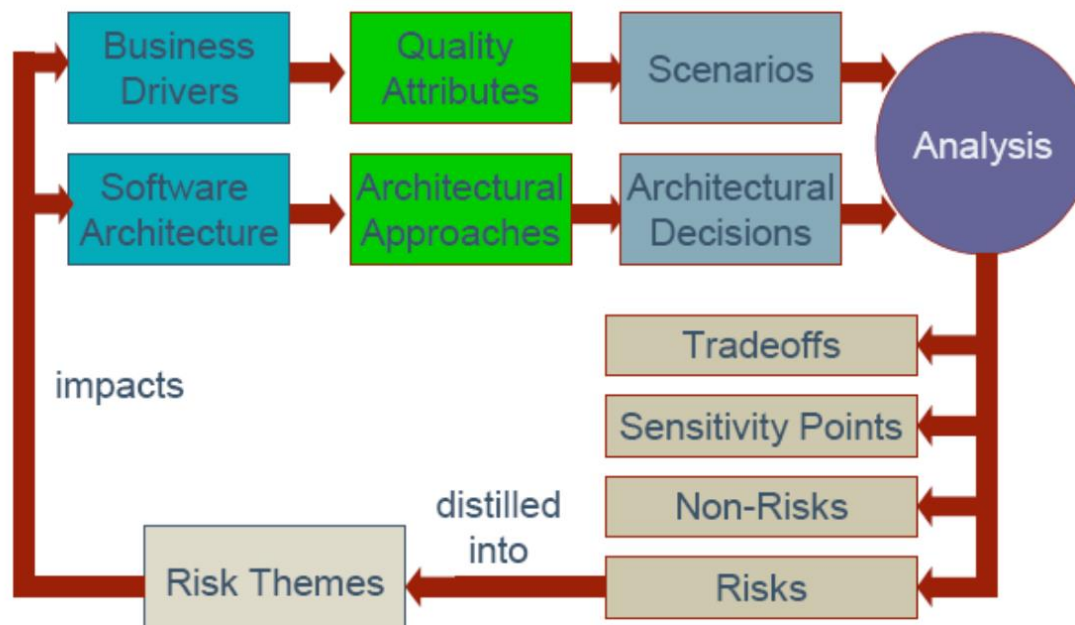 Business
Drivers
Quality
Attributes
Scenarios
Analysis
Software
Architecture
Architectural
Approaches
Architectural
Decisions
Tradeoffs
impacts
Sensitivity Points
Non-Risks
distilled
into
Risk Themes
Risks